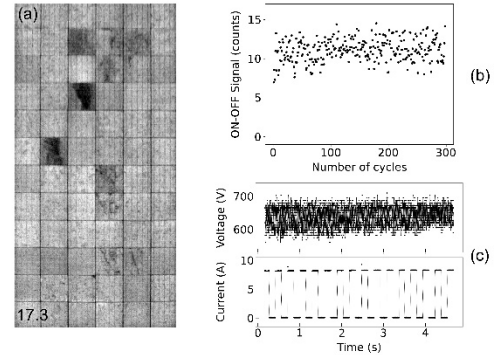 (a)
17.3
ON-OFF Signal (counts)
15
10
5
0
0
100
200
300
Number of cycles
(b)
Voltage (V)
700
600
Current (A)
10
5
0
0
1
2
3
4
Time (s)
(c)